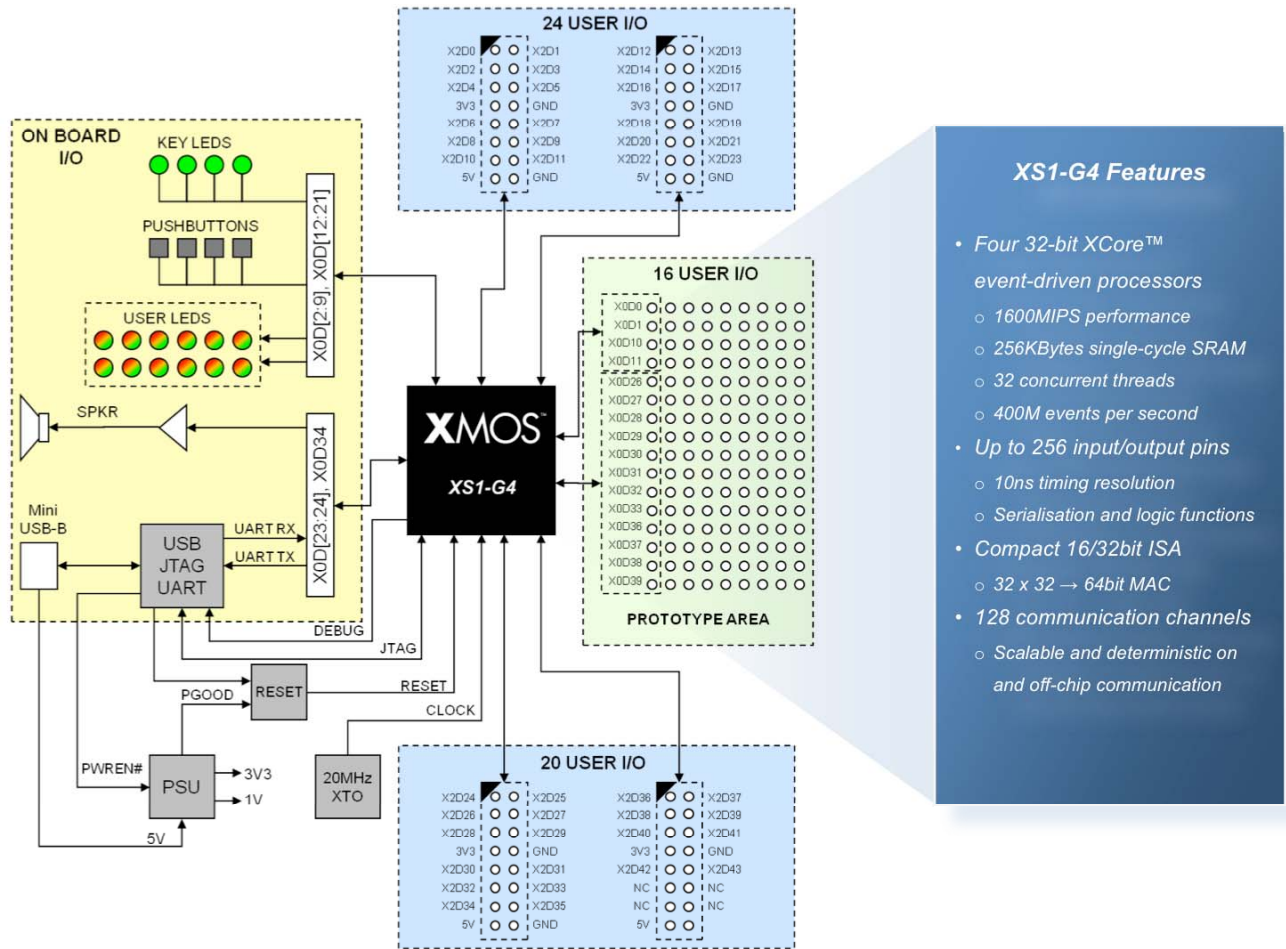 24 USER I/O
X2D0 X2D1 X2D12 X2D13
X2D2 X2D3 X2D14 X2D15
X2D4 X2D5 X2D16 X2D17
3V3 GND 3V3 GND
X2D6 X2D7 X2D18 X2D19
X2D8 X2D9 X2D20 X2D21
X2D10 X2D11 X2D22 X2D23
5V GND 5V GND
ON BOARD
I/O
KEY LEDS
PUSHBUTTONS
USER LEDS
X0D[2:9], X0D[12:21]
SPKR
X0D[23:24], X0D34
Mini
USB-B
USB
JTAG
UART
UART RX
UART TX
DEBUG
JTAG
RESET
RESET
PGOOD
CLOCK
PWREN#
PSU
3V3
1V
5V
20MHz
XTO
XMOS™
XS1-G4
16 USER I/O
X0D0
X0D1
X0D10
X0D11
X0D26
X0D27
X0D28
X0D29
X0D30
X0D31
X0D32
X0D33
X0D36
X0D37
X0D38
X0D39
PROTOTYPE AREA
20 USER I/O
X2D24 X2D25 X2D36 X2D37
X2D26 X2D27 X2D38 X2D39
X2D28 X2D29 X2D40 X2D41
3V3 GND 3V3 GND
X2D30 X2D31 X2D42 X2D43
X2D32 X2D33 NC NC
X2D34 X2D35 NC NC
5V GND 5V
XS1-G4 Features
• Four 32-bit XCore™
event-driven processors
o 1600MIPS performance
o 256KBytes single-cycle SRAM
o 32 concurrent threads
o 400M events per second
• Up to 256 input/output pins
o 10ns timing resolution
o Serialisation and logic functions
• Compact 16/32bit ISA
o 32 x 32 → 64bit MAC
• 128 communication channels
o Scalable and deterministic on
and off-chip communication